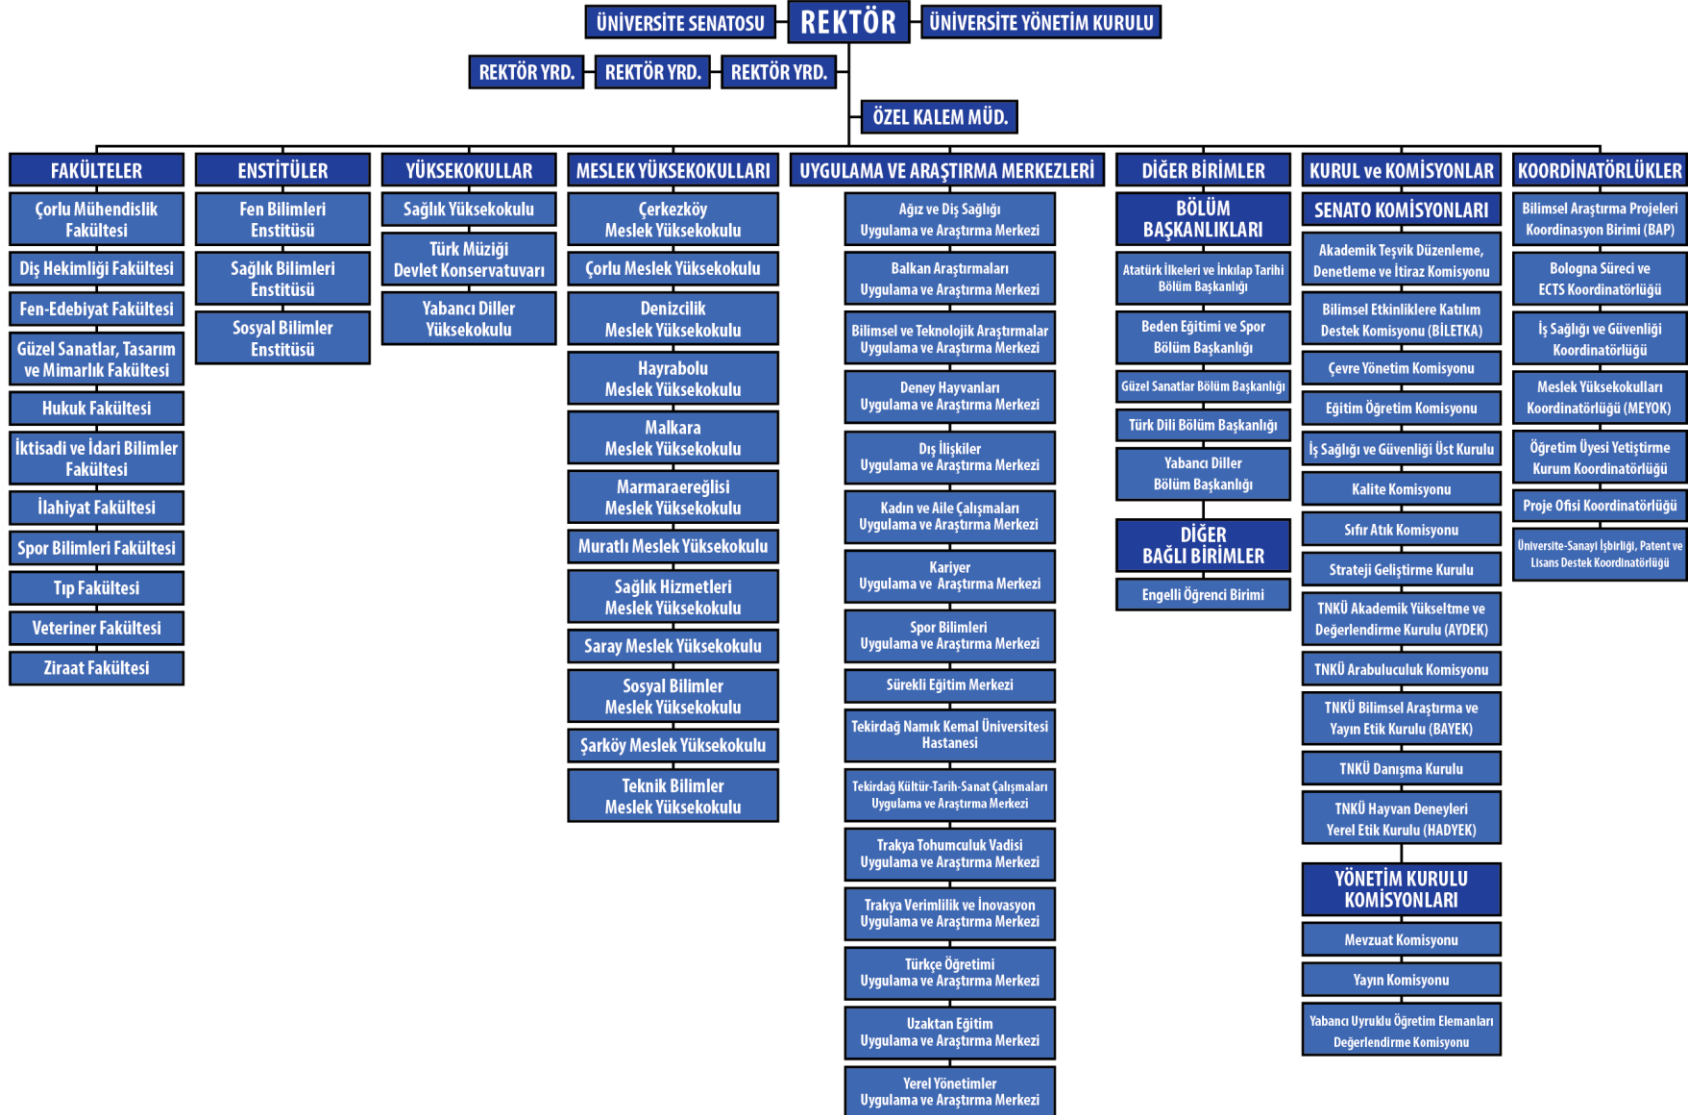 ÜNİVERSİTE SENATOSU
REKTÖR
ÜNİVERSİTE YÖNETİM KURULU
REKTÖR YRD.
REKTÖR YRD.
REKTÖR YRD.
ÖZEL KALEM MÜD.
FAKÜLTELER
Çorlu Mühendislik
Fakültesi
Diş Hekimliği Fakültesi
Fen-Edebiyat Fakültesi
Güzel Sanatlar, Tasarım
ve Mimarlık Fakültesi
Hukuk Fakültesi
İktisadi ve İdari Bilimler
Fakültesi
İlahiyat Fakültesi
Spor Bilimleri Fakültesi
Tıp Fakültesi
Veteriner Fakültesi
Ziraat Fakültesi
ENSTİTÜLER
Fen Bilimleri
Enstitüsü
Sağlık Bilimleri
Enstitüsü
Sosyal Bilimler
Enstitüsü
YÜKSEKOKULLAR
Sağlık Yüksekokulu
Türk Müziği
Devlet Konservatuvarı
Yabancı Diller
Yüksekokulu
MESLEK YÜKSEKOKULLARI
Çerkezköy
Meslek Yüksekokulu
Çorlu Meslek Yüksekokulu
Denizcilik
Meslek Yüksekokulu
Hayrabolu
Meslek Yüksekokulu
Malkara
Meslek Yüksekokulu
Marmaraereğlisi
Meslek Yüksekokulu
Muratlı Meslek Yüksekokulu
Sağlık Hizmetleri
Meslek Yüksekokulu
Saray Meslek Yüksekokulu
Sosyal Bilimler
Meslek Yüksekokulu
Şarköy Meslek Yüksekokulu
Teknik Bilimler
Meslek Yüksekokulu
UYGULAMA VE ARAŞTIRMA MERKEZLERİ
Ağız ve Diş Sağlığı
Uygulama ve Araştırma Merkezi
Balkan Araştırmaları
Uygulama ve Araştırma Merkezi
Bilimsel ve Teknolojik Araştırmalar
Uygulama ve Araştırma Merkezi
Deney Hayvanları
Uygulama ve Araştırma Merkezi
Dış İlişkiler
Uygulama ve Araştırma Merkezi
Kadın ve Aile Çalışmaları
Uygulama ve Araştırma Merkezi
Kariyer
Uygulama ve Araştırma Merkezi
Spor Bilimleri
Uygulama ve Araştırma Merkezi
Sürekli Eğitim Merkezi
Tekirdağ Namık Kemal Üniversitesi
Hastanesi
Tekirdağ Kültür-Tarih-Sanat Çalışmaları
Uygulama ve Araştırma Merkezi
Trakya Tohumculuk Vadisi
Uygulama ve Araştırma Merkezi
Trakya Verimlilik ve İnovasyon
Uygulama ve Araştırma Merkezi
Türkçe Öğretimi
Uygulama ve Araştırma Merkezi
Uzaktan Eğitim
Uygulama ve Araştırma Merkezi
Yerel Yönetimler
Uygulama ve Araştırma Merkezi
DİĞER BİRİMLER
BÖLÜM
BAŞKANLIKLARI
Atatürk İlkeleri ve İnkılap Tarihi
Bölüm Başkanlığı
Beden Eğitimi ve Spor
Bölüm Başkanlığı
Güzel Sanatlar Bölüm Başkanlığı
Türk Dili Bölüm Başkanlığı
Yabancı Diller
Bölüm Başkanlığı
DİĞER
BAĞLI BİRİMLER
Engelli Öğrenci Birimi
KURUL ve KOMİSYONLAR
SENATO KOMİSYONLARI
Akademik Teşvik Düzenleme,
Denetleme ve İtiraz Komisyonu
Bilimsel Etkinliklere Katılım
Destek Komisyonu (BİLETKA)
Çevre Yönetim Komisyonu
Eğitim Öğretim Komisyonu
İş Sağlığı ve Güvenliği Üst Kurulu
Kalite Komisyonu
Sıfır Atık Komisyonu
Strateji Geliştirme Kurulu
TNKÜ Akademik Yükseltme ve
Değerlendirme Kurulu (AYDEK)
TNKÜ Arabuluculuk Komisyonu
TNKÜ Bilimsel Araştırma ve
Yayın Etik Kurulu (BAYEK)
TNKÜ Danışma Kurulu
TNKÜ Hayvan Deneyleri
Yerel Etik Kurulu (HADYEK)
YÖNETİM KURULU
KOMİSYONLARI
Mevzuat Komisyonu
Yayın Komisyonu
Yabancı Uyruklu Öğretim Elemanları
Değerlendirme Komisyonu
KOORDİNATÖRLÜKLER
Bilimsel Araştırma Projeleri
Koordinasyon Birimi (BAP)
Bologna Süreci ve
ECTS Koordinatörlüğü
İş Sağlığı ve Güvenliği
Koordinatörlüğü
Meslek Yüksekokulları
Koordinatörlüğü (MEYOK)
Öğretim Üyesi Yetiştirme
Kurum Koordinatörlüğü
Proje Ofisi Koordinatörlüğü
Üniversite-Sanayi İşbirliği, Patent ve
Lisans Destek Koordinatörlüğü